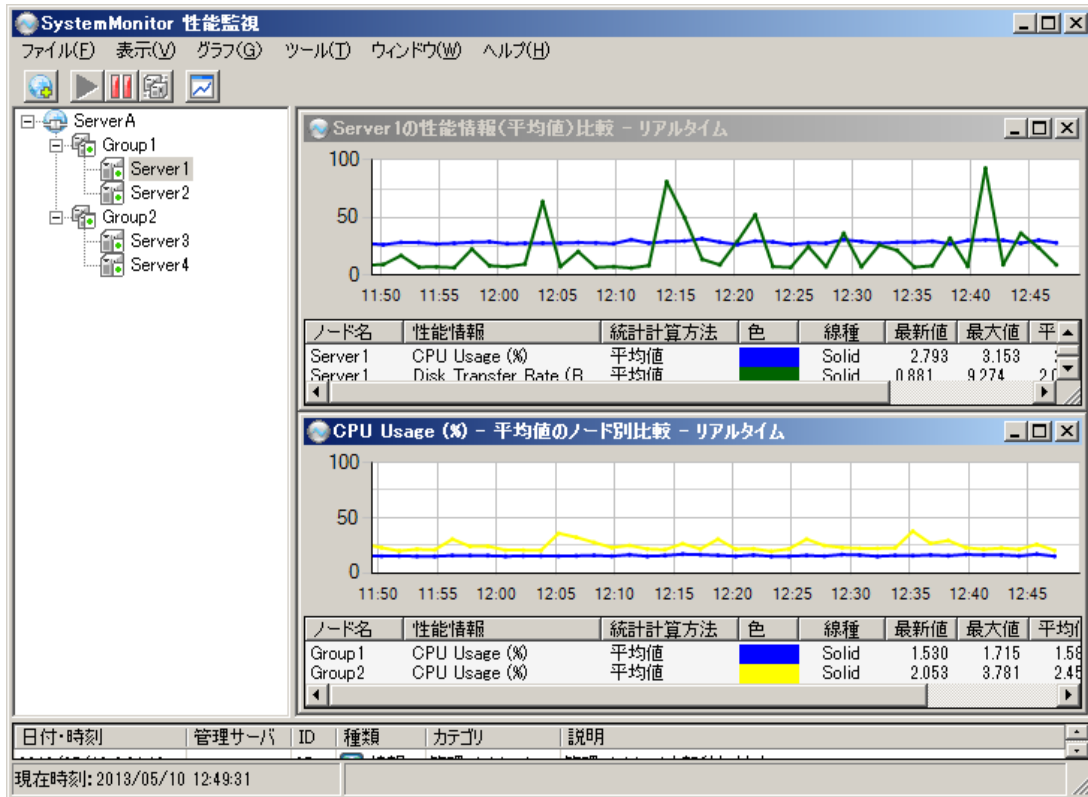 SystemMonitor 性能監視
ファイル(F) 表示(V) グラフ(G) ツール(T) ウィンドウ(W) ヘルプ(H)
ServerA
Group1
Server1
Server2
Group2
Server3
Server4
Server1の性能情報(平均値)比較 - リアルタイム
100
50
0
11:50 11:55 12:00 12:05 12:10 12:15 12:20 12:25 12:30 12:35 12:40 12:45
ノード名 性能情報 統計計算方法 色 線種 最新値 最大値 平
Server1 CPU Usage (%) 平均値 Solid 2.793 3.153
Server1 Disk Transfer Rate (B 平均値 Solid 0.881 9.274 2.0
CPU Usage (%) - 平均値のノード別比較 - リアルタイム
100
50
0
11:50 11:55 12:00 12:05 12:10 12:15 12:20 12:25 12:30 12:35 12:40 12:45
ノード名 性能情報 統計計算方法 色 線種 最新値 最大値 平均
Group1 CPU Usage (%) 平均値 Solid 1.530 1.715 1.58
Group2 CPU Usage (%) 平均値 Solid 2.053 3.781 2.45
日付・時刻 管理サーバ ID 種類 カテゴリ 説明
現在時刻: 2013/05/10 12:49:31